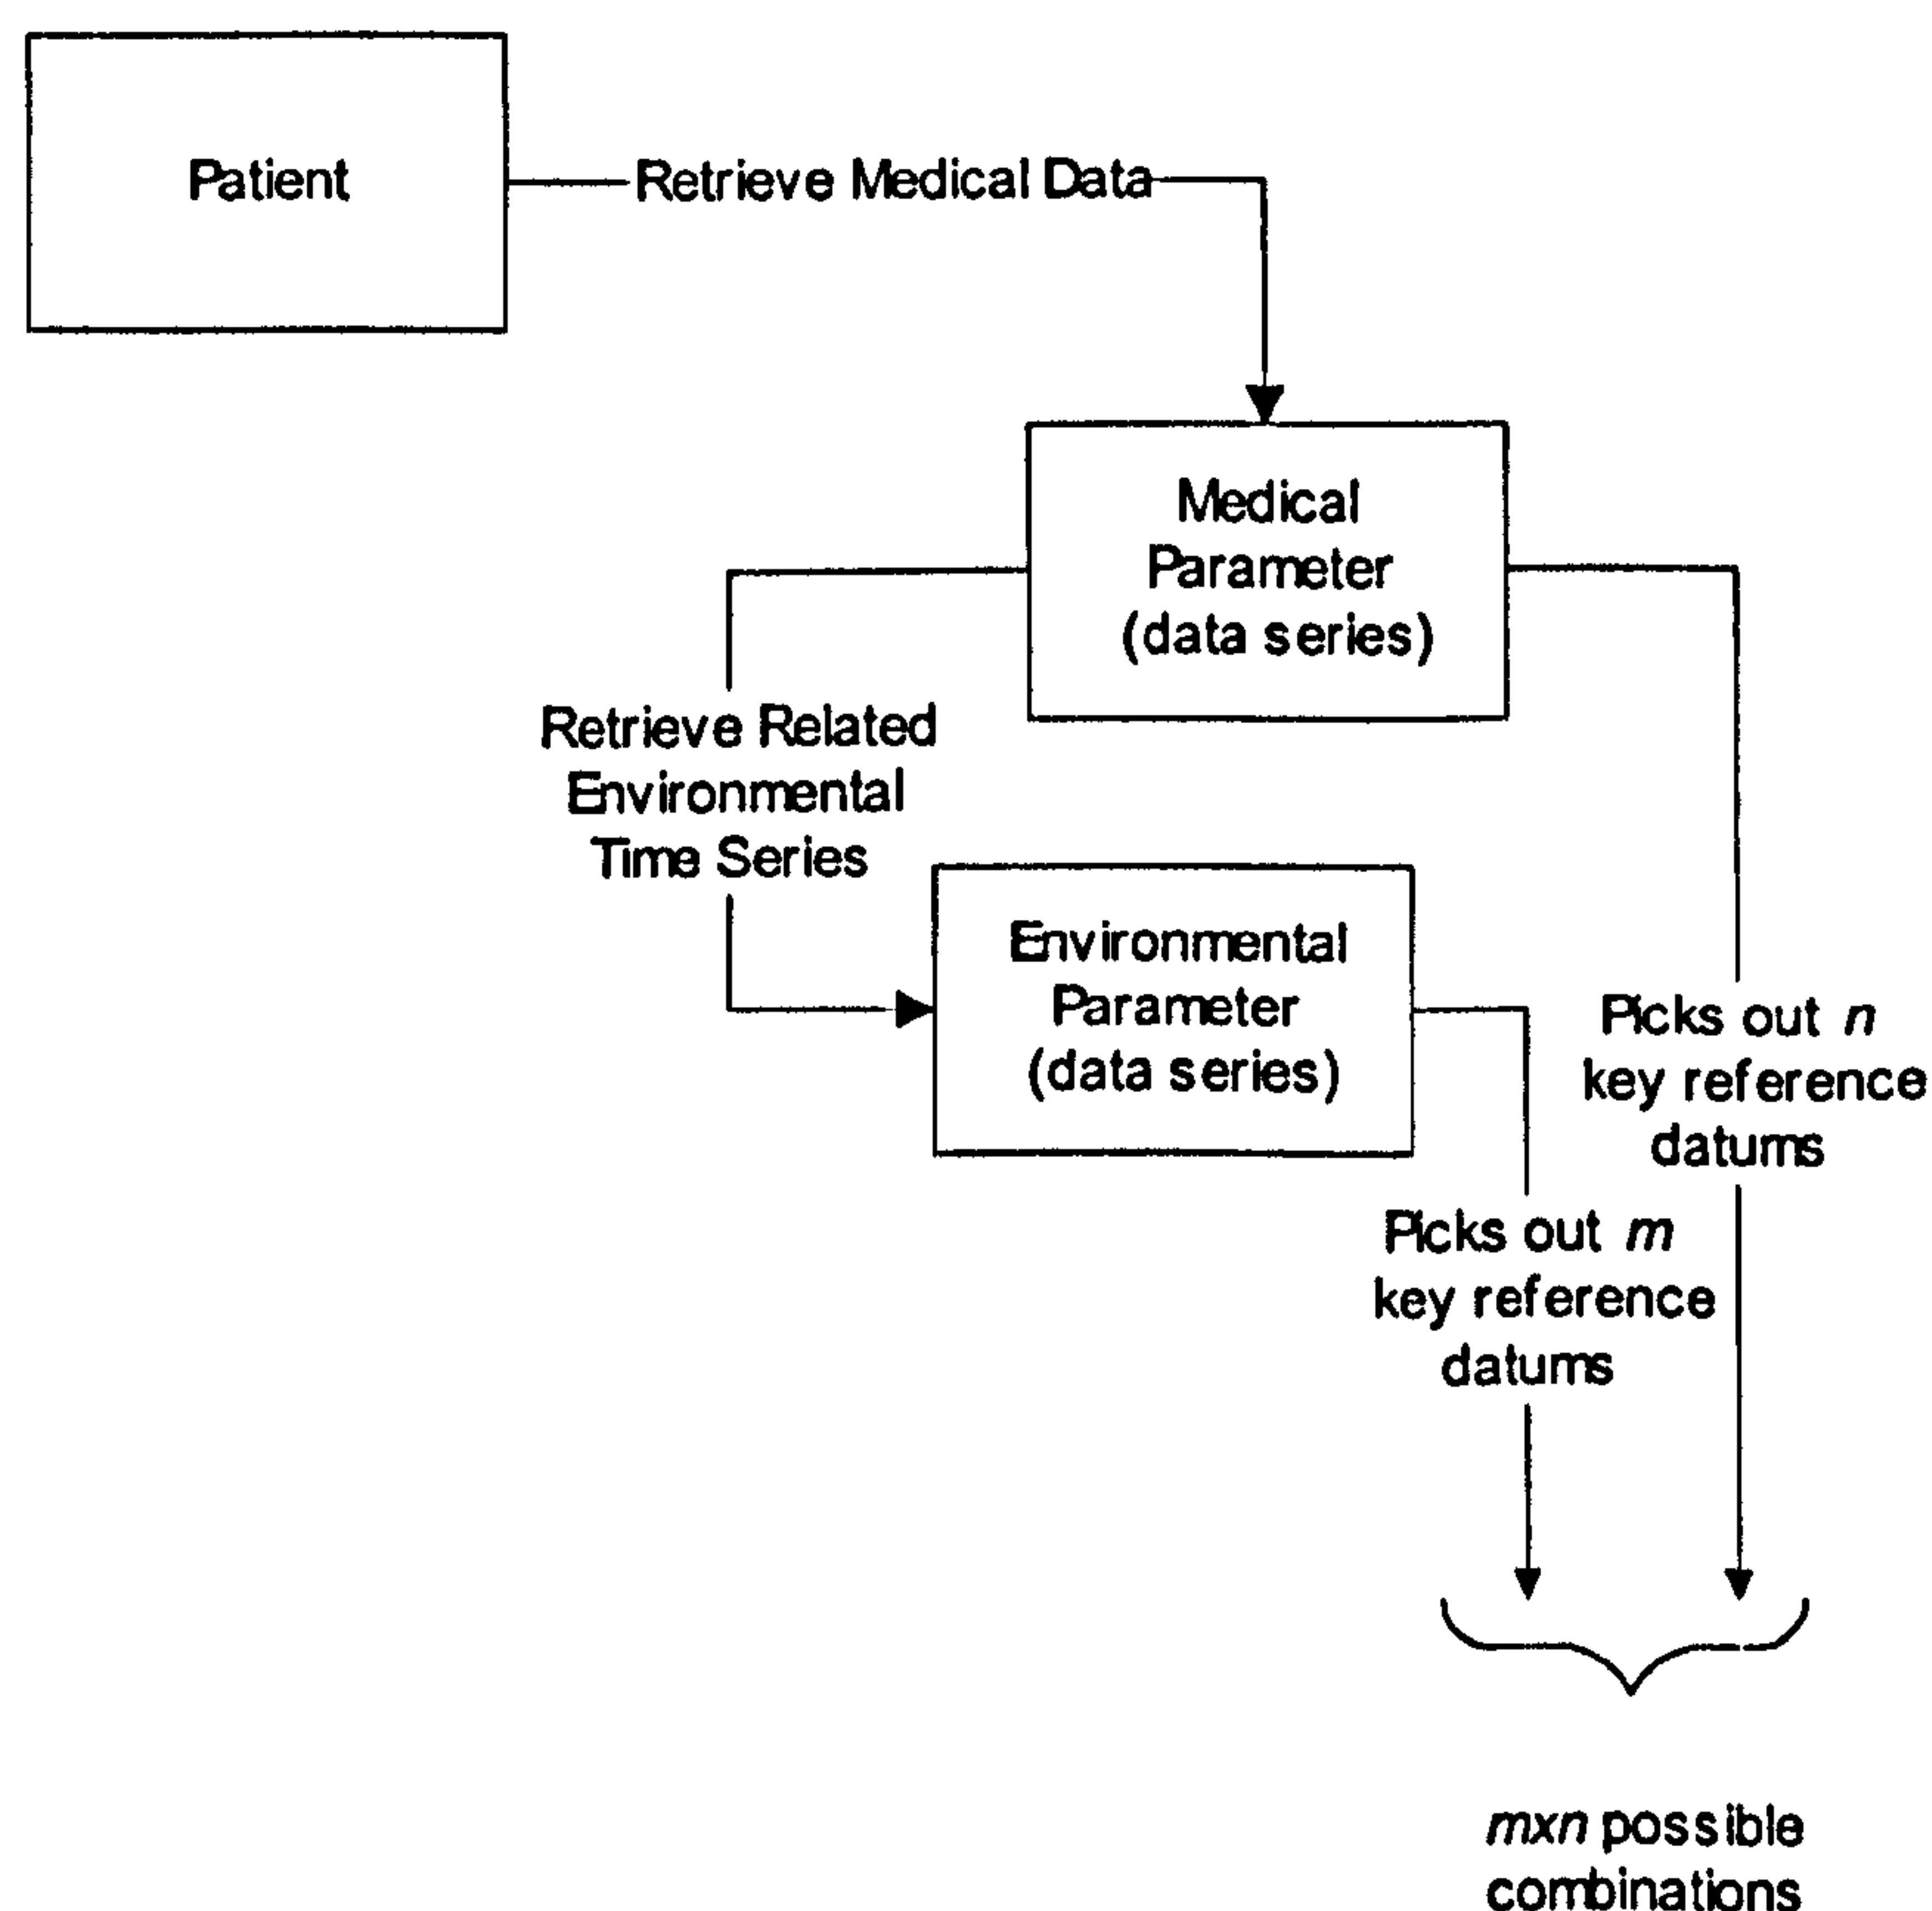 Patient
Retrieve Medical Data
Medical
Parameter
(data series)
Retrieve Related
Environmental
Time Series
Environmental
Parameter
(data series)
Picks out n
key reference
datums
Picks out m
key reference
datums
mxn possible
combinations